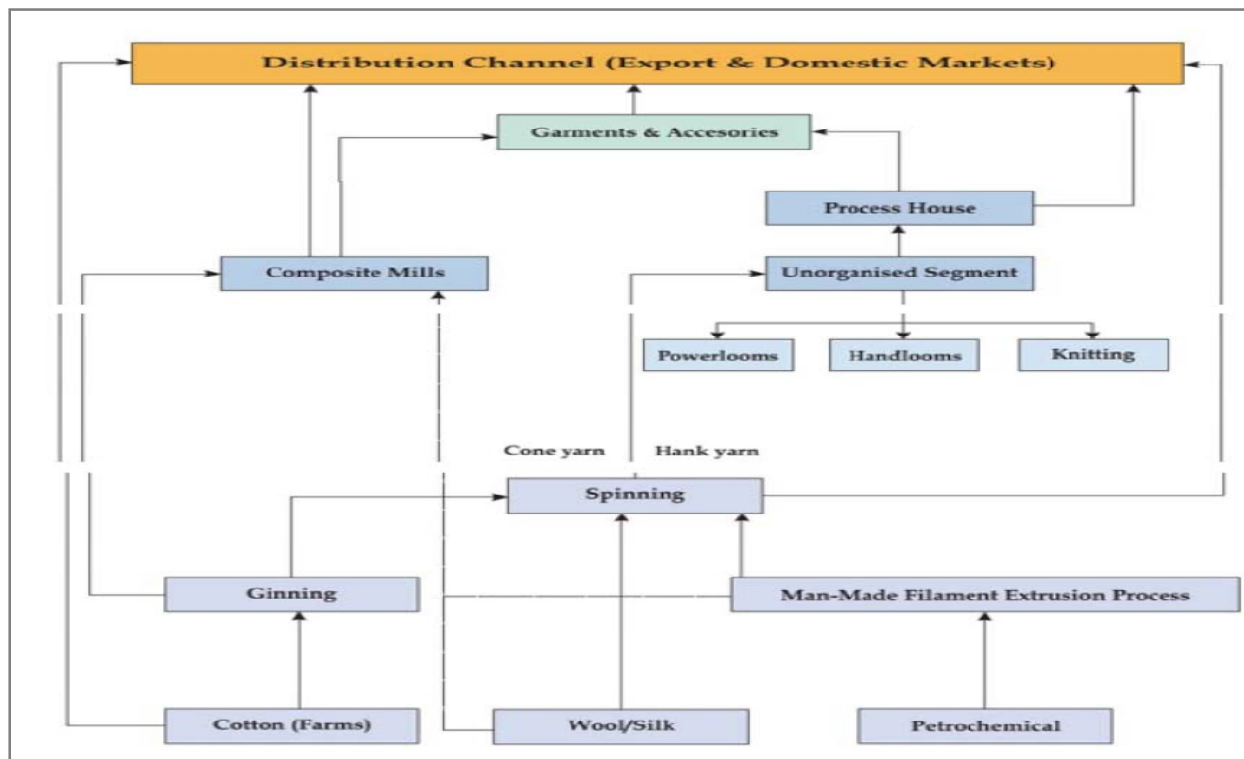 Distribution Channel (Export & Domestic Markets)
Garments & Accesories
Process House
Composite Mills
Unorganised Segment
Powerlooms
Handlooms
Knitting
Cone yarn
Hank yarn
Spinning
Ginning
Man-Made Filament Extrusion Process
Cotton (Farms)
Wool/Silk
Petrochemical